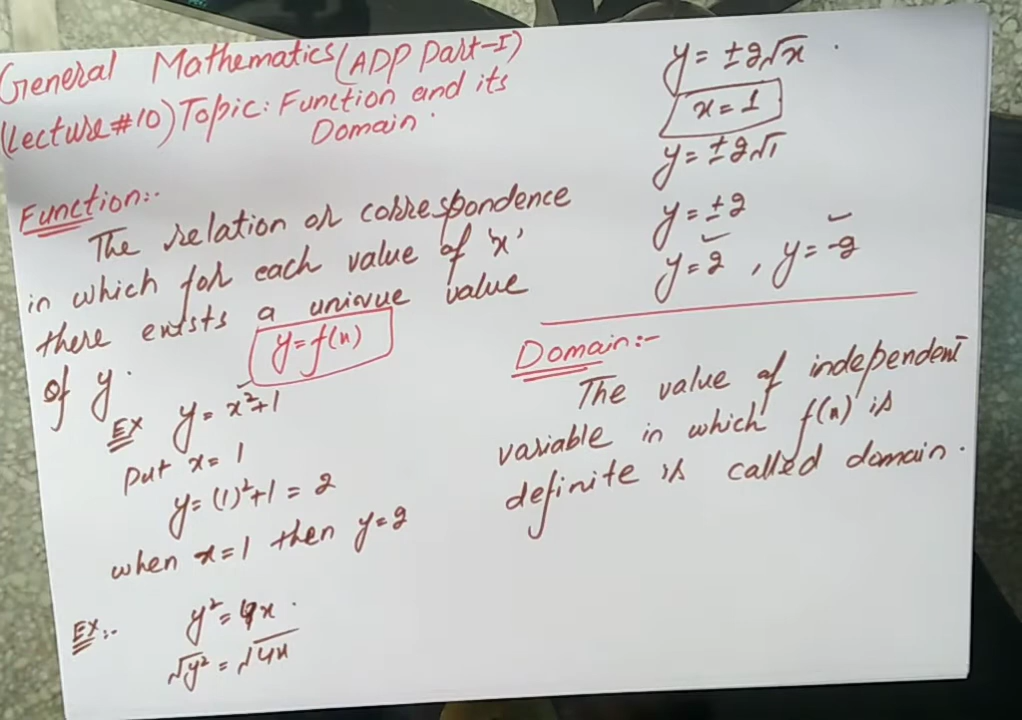 General Mathematics (ADP Part-I)
(Lecture #10) Topic: Function and its
Domain.
Function:-
The relation or correspondence
in which for each value of 'x'
there exists a uniuue value
of y.
y=f(x)
Ex y = x²+1
Put x = 1
y = (1)²+1 = 2
when x=1 then y=2
Ex:-
y² = 4x.
√y² = √4x
y = ±2√x.
x = 1
y = ±2√1
y = ±2
y = 2, y = -2
Domain:-
The value of independent
variable in which f(x) is
definite is called domain.